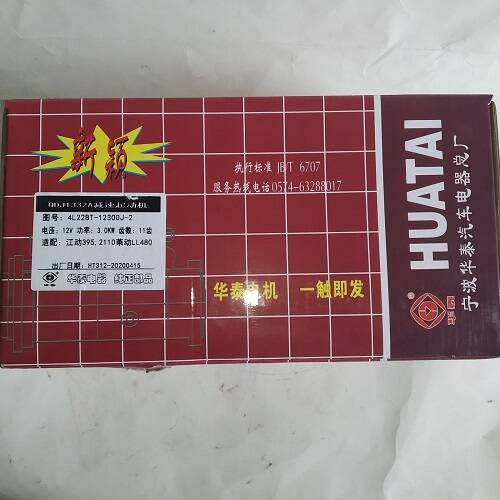 新颖
QDJ1332A减速起动机
图号: 4L22BT-12300J-2
电压: 12V 功率: 3.0KW 齿数: 11齿
适配: 江动395,2110莱动LL480
出厂日期: HT312-20200415
华泰电器 纯正部品
执行标准 JB/T 6707
服务热线电话0574-63288017
华泰电机 一触即发
HUATAI
华泰
宁波华泰汽车电器总厂